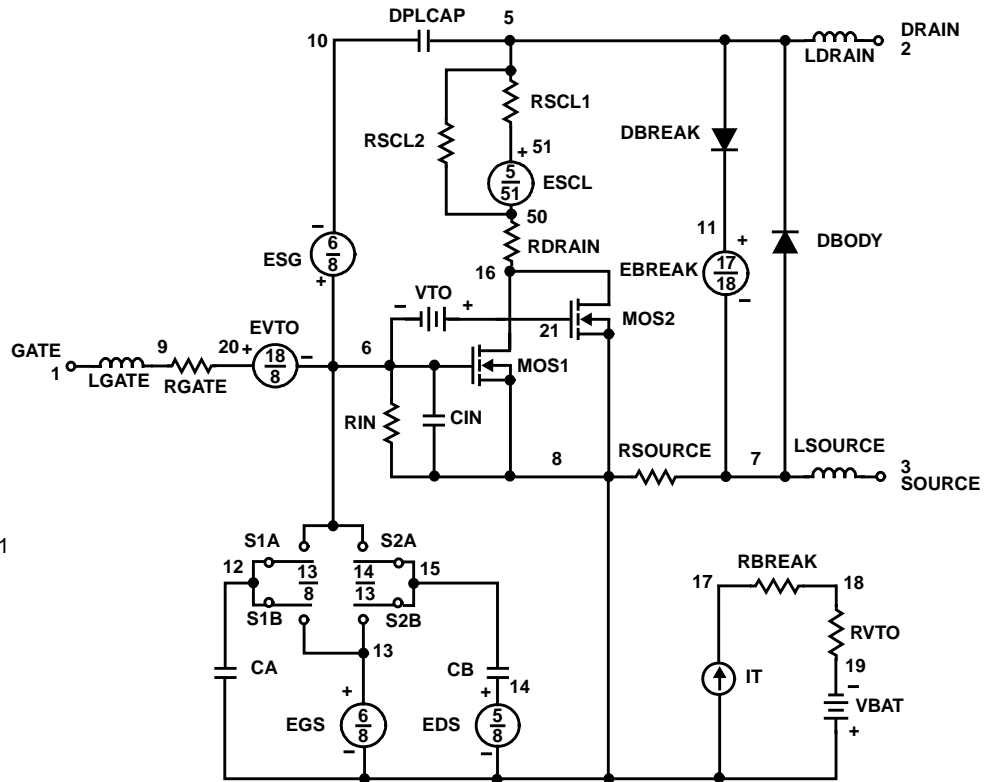 DPLCAP 5
10
DRAIN
2
LDRAIN
RSCL1
RSCL2
+ 51
5
51
ESCL
DBREAK
50
RDRAIN
11
+
17
18
EBREAK
−
DBODY
−
6
8
ESG
+
16
− VTO +
21
MOS2
EVTO
GATE
1
9
20 +
18
8
−
6
LGATE
RGATE
MOS1
RIN
CIN
8
RSOURCE
7
LSOURCE
3
SOURCE
1
S1A
S2A
12
13
8
14
13
15
S1B
S2B
13
RBREAK
17
18
RVTO
19
CA
CB
14
+
+
EGS
6
8
−
EDS
5
8
−
IT
−
VBAT
+